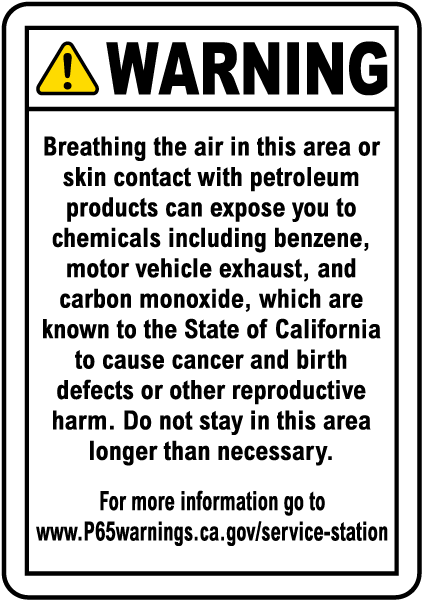 WARNING
Breathing the air in this area or
skin contact with petroleum
products can expose you to
chemicals including benzene,
motor vehicle exhaust, and
carbon monoxide, which are
known to the State of California
to cause cancer and birth
defects or other reproductive
harm. Do not stay in this area
longer than necessary.
For more information go to
www.P65warnings.ca.gov/service-station